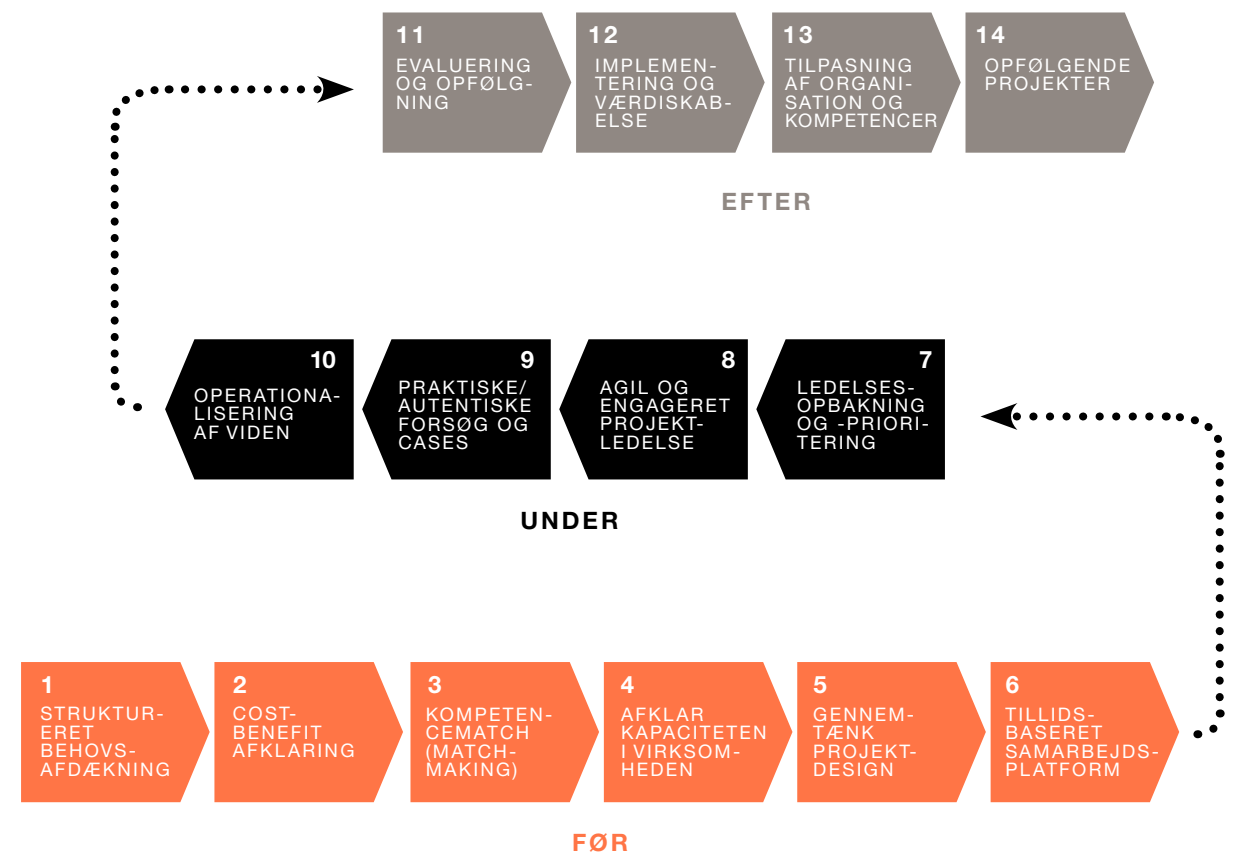 11
EVALUERING
OG OPFØLG-
NING
12
IMPLEMEN-
TERING OG
VÆRDISKAB-
ELSE
13
TILPASNING
AF ORGANI-
SATION OG
KOMPETENCER
14
OPFØLGENDE
PROJEKTER
EFTER
10
OPERATIONA-
LISERING
AF VIDEN
9
PRAKTISKE/
AUTENTISKE
FORSØG OG
CASES
8
AGIL OG
ENGAGERET
PROJEKT-
LEDELSE
7
LEDELSES-
OPBAKNING
OG -PRIORI-
TERING
UNDER
1
STRUKTUR-
ERET
BEHOVS-
AFDÆKNING
2
COST-
BENEFIT
AFKLARING
3
KOMPETEN-
CEMATCH
(MATCH-
MAKING)
4
AFKLAR
KAPACITETEN
I VIRKSOM-
HEDEN
5
GENNEM-
TÆNK
PROJEKT-
DESIGN
6
TILLIDS-
BASERET
SAMARBEJDS-
PLATFORM
FØR